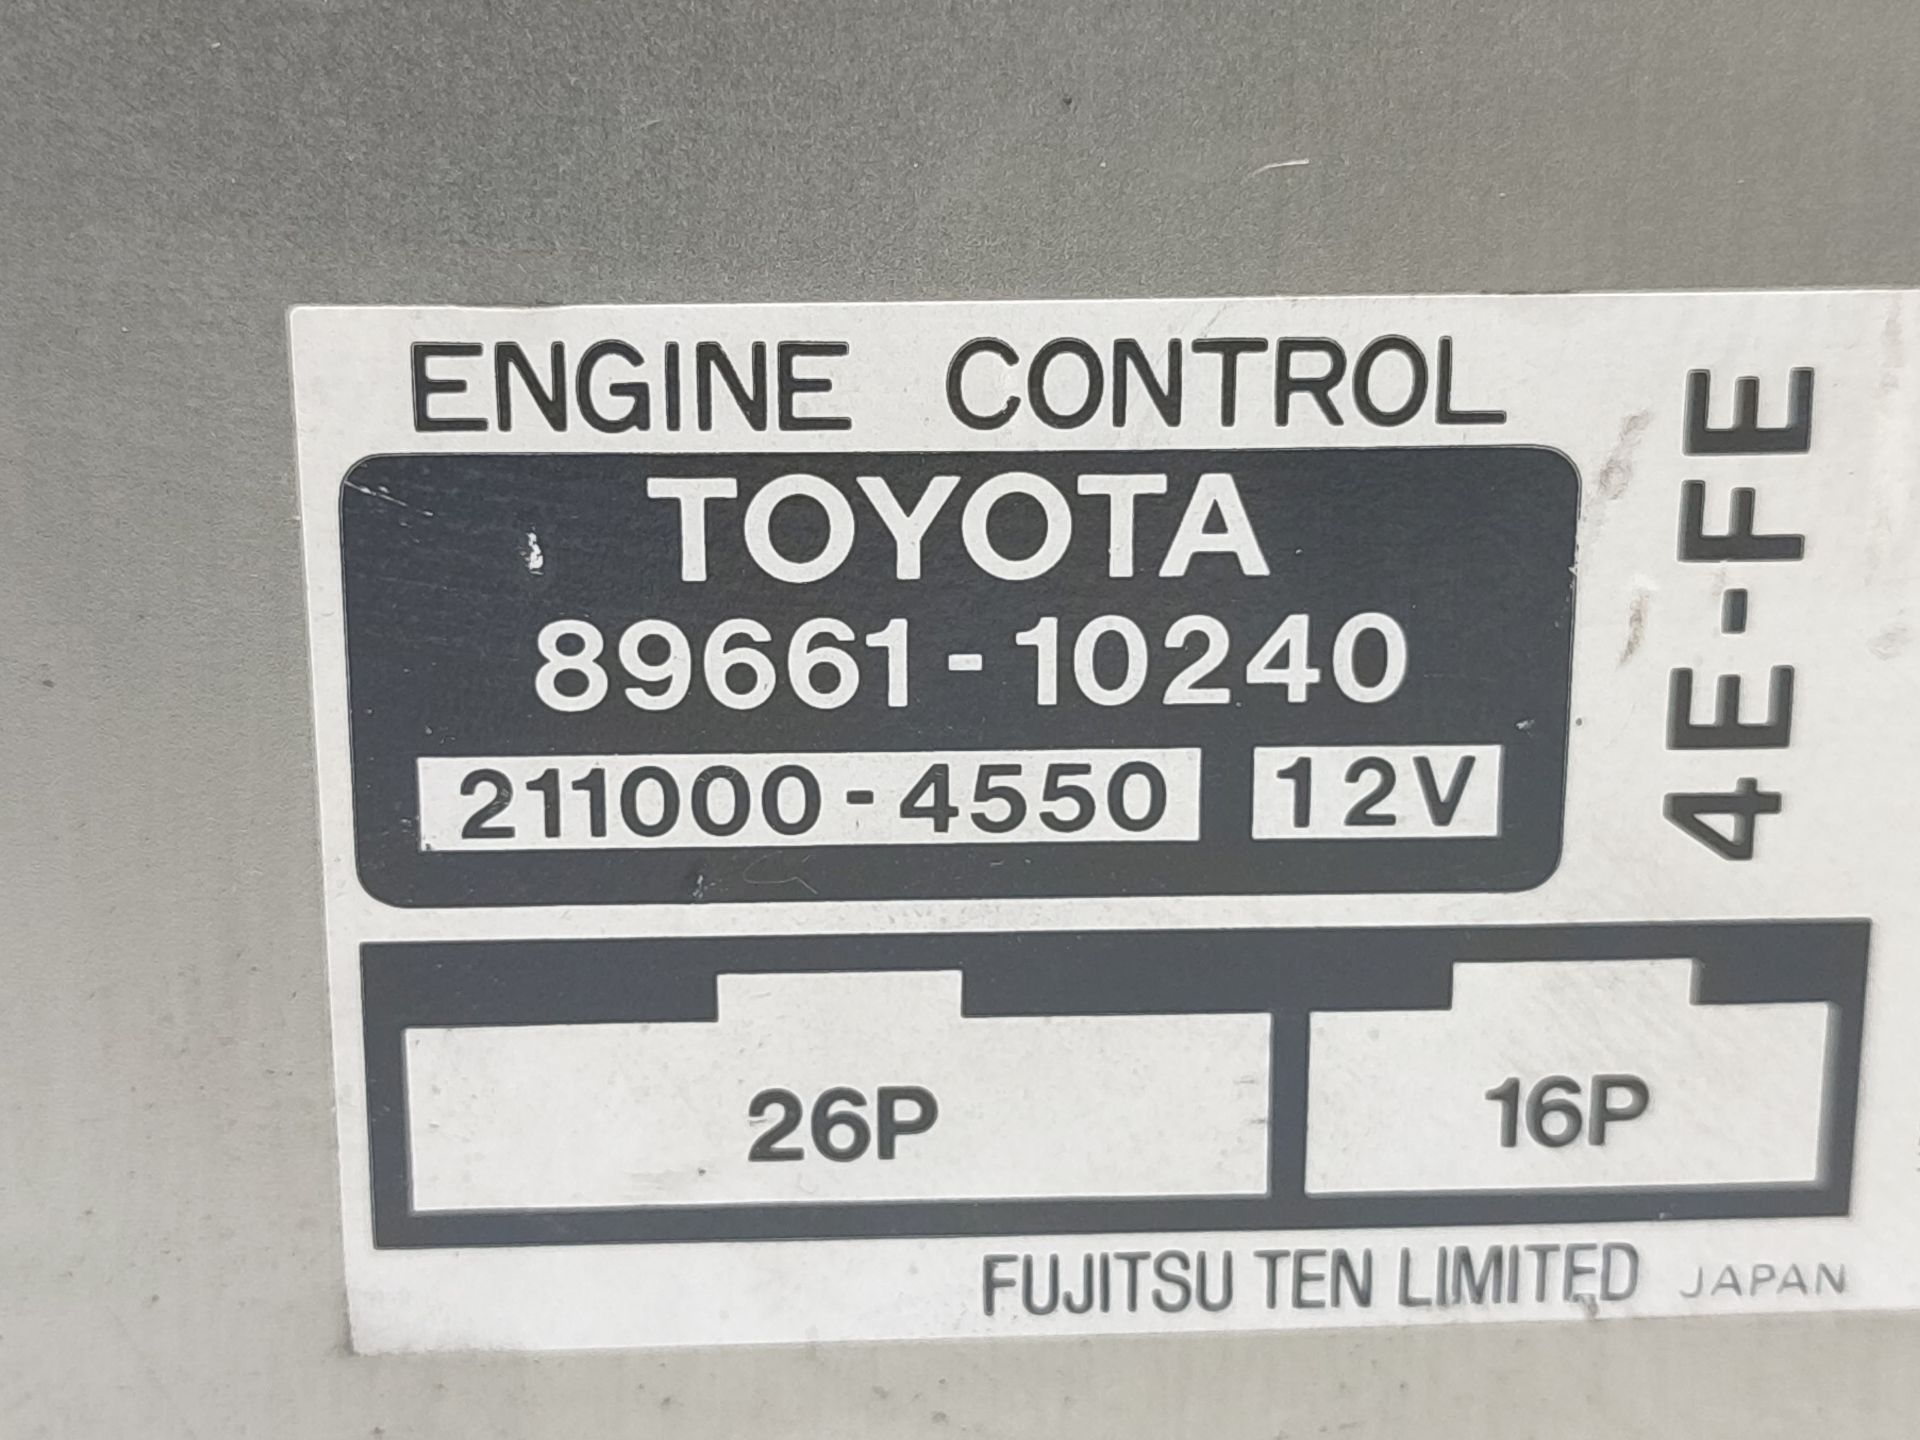 ENGINE CONTROL
TOYOTA
89661-10240
211000-4550 12V
4E-FE
26P 16P
FUJITSU TEN LIMITED JAPAN